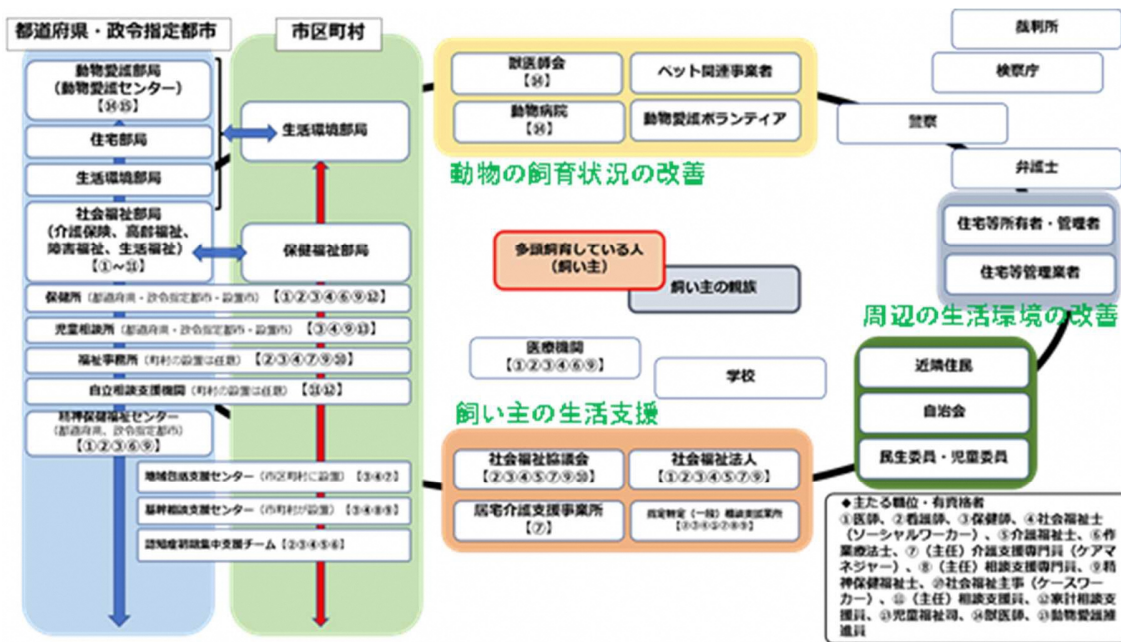 都道府県・政令指定都市
市区町村
動物愛護部局
（動物愛護センター）
【⑭⑮】
住宅部局
生活環境部局
社会福祉部局
（介護保険、高齢福祉、
障害福祉、生活福祉）
【①～⑬】
生活環境部局
保健福祉部局
保健所（都道府県・政令指定都市・設置市）【①②③④⑥⑨⑫】
児童相談所（都道府県・政令指定都市・設置市）【③④⑨⑬】
福祉事務所（町村の設置は任意）【②③④⑦⑨⑩】
自立相談支援機関（町村の設置は任意）【⑪⑫】
精神保健福祉センター
（都道府県、政令指定都市）
【①②③⑥⑨】
地域包括支援センター（市区町村に設置）【③④⑦】
基幹相談支援センター（市町村が設置）【③④⑧⑨】
認知症初期集中支援チーム【②③④⑤⑥】
獣医師会
【⑭】
ペット関連事業者
動物病院
【⑭】
動物愛護ボランティア
動物の飼育状況の改善
多頭飼育している人
（飼い主）
飼い主の親族
医療機関
【①②③④⑥⑨】
学校
飼い主の生活支援
社会福祉協議会
【②③④⑤⑦⑨⑩】
社会福祉法人
【①②③④⑤⑦⑨】
居宅介護支援事業所
【⑦】
指定特定（一般）相談支援業所
【②③④⑤⑦⑧⑨】
裁判所
検察庁
警察
弁護士
住宅等所有者・管理者
住宅等管理業者
周辺の生活環境の改善
近隣住民
自治会
民生委員・児童委員
◆主たる職位・有資格者
①医師、②看護師、③保健師、④社会福祉士
（ソーシャルワーカー）、⑤介護福祉士、⑥作
業療法士、⑦（主任）介護支援専門員（ケアマ
ネジャー）、⑧（主任）相談支援専門員、⑨精
神保健福祉士、⑩社会福祉主事（ケースワー
カー）、⑪（主任）相談支援員、⑫家計相談支
援員、⑬児童福祉司、⑭獣医師、⑮動物愛護推
進員